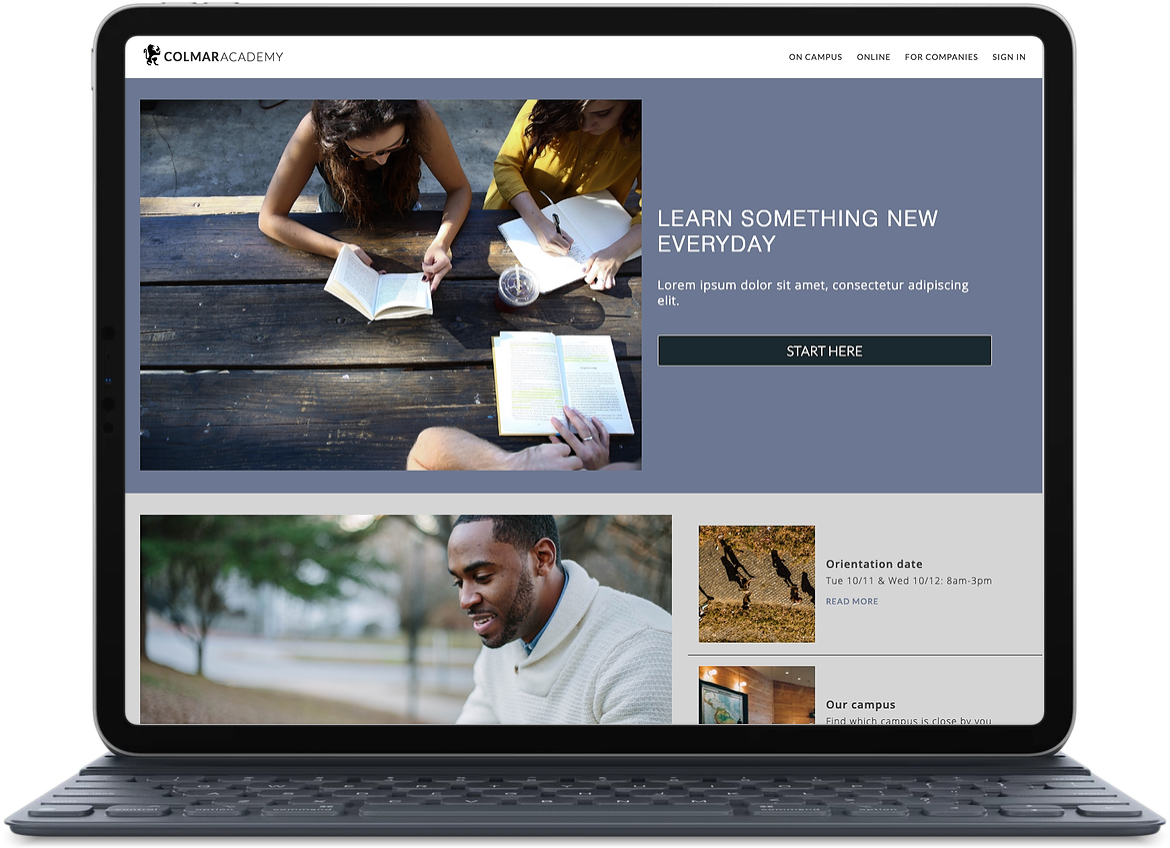 COLMARACADEMY
ON CAMPUS ONLINE FOR COMPANIES SIGN IN
LEARN SOMETHING NEW
EVERYDAY
Lorem ipsum dolor sit amet, consectetur adipiscing
elit.
START HERE
Orientation date
Tue 10/11 & Wed 10/12: 8am-3pm
READ MORE
Our campus
Find which campus is close by you